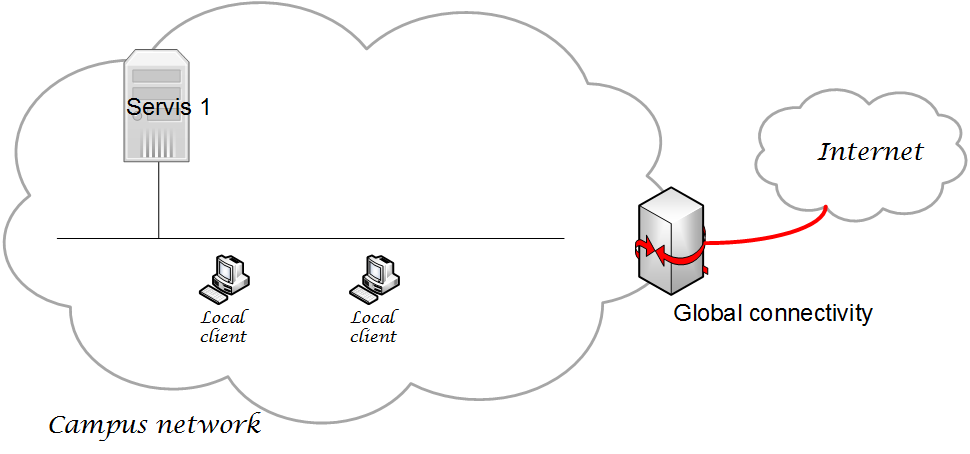 Servis 1
Internet
Global connectivity
Local
client
Local
client
Campus network